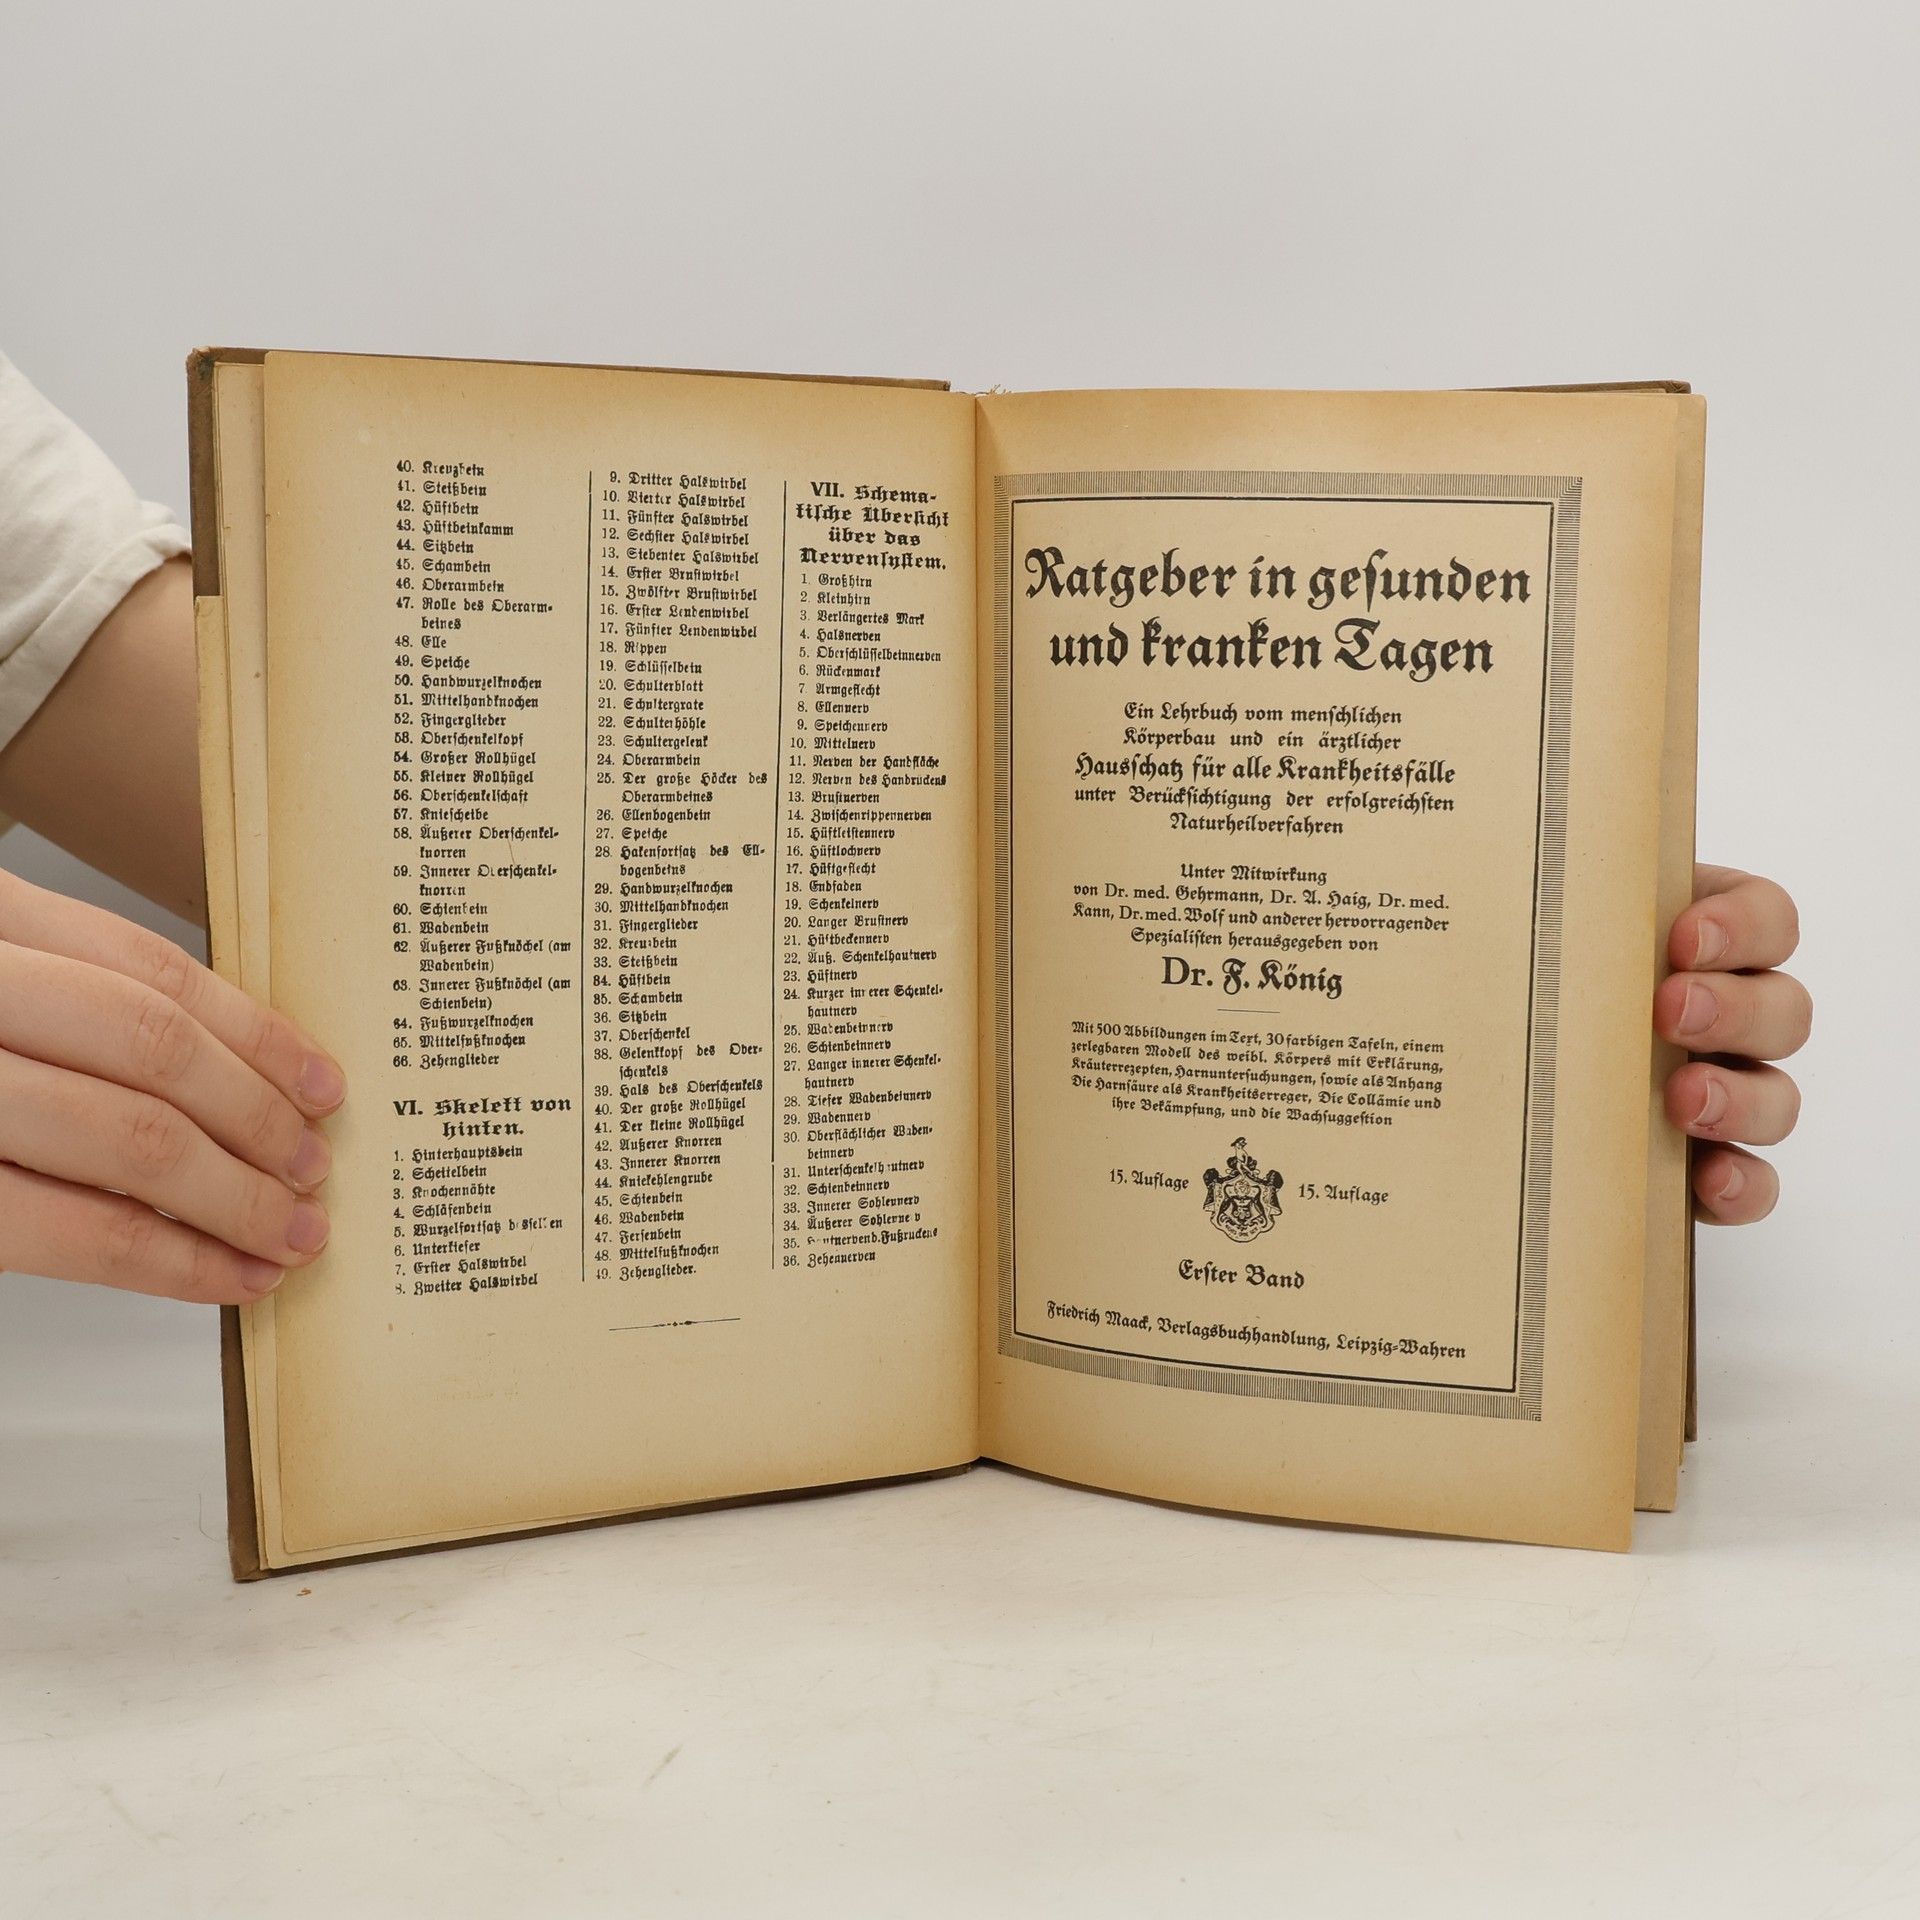 40. Kreuzbein
41. Steißbein
42. Hüftbein
43. Hüftbeinkamm
44. Sitzbein
45. Schambein
46. Oberarmbein
47. Rolle des Oberarm-
beines
48. Elle
49. Speiche
50. Handwurzelknochen
51. Mittelhandknochen
52. Fingerglieder
53. Oberschenkelkopf
54. Großer Rollhügel
55. Kleiner Rollhügel
56. Oberschenkelschaft
57. Kniescheibe
58. Äußerer Oberschenkel-
knorren
59. Innerer Oberschenkel-
knorren
60. Schienbein
61. Wadenbein
62. Äußerer Fußknöchel (am
Wadenbein)
63. Innerer Fußknöchel (am
Schienbein)
64. Fußwurzelknochen
65. Mittelfußknochen
66. Zehenglieder
VI. Skelett von
hinten.
1. Hinterhauptsbein
2. Scheitelbein
3. Knochennähte
4. Schläfenbein
5. Wurzelfortsatz desselben
6. Unterkiefer
7. Erster Halswirbel
8. Zweiter Halswirbel
9. Dritter Halswirbel
10. Vierter Halswirbel
11. Fünfter Halswirbel
12. Sechster Halswirbel
13. Siebenter Halswirbel
14. Erster Brustwirbel
15. Zwölfter Brustwirbel
16. Erster Lendenwirbel
17. Fünfter Lendenwirbel
18. Rippen
19. Schlüsselbein
20. Schulterblatt
21. Schultergrate
22. Schulterhöhle
23. Schultergelenk
24. Oberarmbein
25. Der große Höcker des
Oberarmbeines
26. Ellenbogenbein
27. Speiche
28. Hakenfortsatz des Ell-
bogenbeins
29. Handwurzelknochen
30. Mittelhandknochen
31. Fingerglieder
32. Kreuzbein
33. Steißbein
34. Hüftbein
35. Schambein
36. Sitzbein
37. Oberschenkel
38. Gelenkkopf des Ober-
schenkels
39. Hals des Oberschenkels
40. Der große Rollhügel
41. Der kleine Rollhügel
42. Äußerer Knorren
43. Innerer Knorren
44. Kniekehlengrube
45. Schienbein
46. Wadenbein
47. Fersenbein
48. Mittelfußknochen
49. Zehenglieder.
VII. Schema-
tische Übersicht
über das
Nervensystem.
1. Großhirn
2. Kleinhirn
3. Verlängertes Mark
4. Halsnerven
5. Oberschlüsselbeinnerven
6. Rückenmark
7. Armgeflecht
8. Ellennerv
9. Speichennerv
10. Mittelnerv
11. Nerven der Handfläche
12. Nerven des Handrückens
13. Brustnerven
14. Zwischenrippennerven
15. Hüftleistennerv
16. Hüftlochnerv
17. Hüftgeflecht
18. Endfaden
19. Schenkelnerv
20. Langer Brustnerv
21. Hüftbeckennerv
22. Äuß. Schenkelhautnerv
23. Hüftnerv
24. Kurzer innerer Schenkel-
hautnerv
25. Wadenbeinnerv
26. Schienbeinnerv
27. Langer innerer Schenkel-
hautnerv
28. Tiefer Wadenbeinnerv
29. Wadennerv
30. Oberflächlicher Waden-
beinnerv
31. Unterschenkelhautnerv
32. Schienbeinnerv
33. Innerer Sohlennerv
34. Äußerer Sohlennerv
35. Hautnerven d. Fußrückens
36. Zehennerven
Ratgeber in gesunden
und kranken Tagen
Ein Lehrbuch vom menschlichen
Körperbau und ein ärztlicher
Hausschatz für alle Krankheitsfälle
unter Berücksichtigung der erfolgreichsten
Naturheilverfahren
Unter Mitwirkung
von Dr. med. Gehrmann, Dr. A. Haig, Dr. med.
Kann, Dr. med. Wolf und anderer hervorragender
Spezialisten herausgegeben von
Dr. F. König
Mit 500 Abbildungen im Text, 30 farbigen Tafeln, einem
zerlegbaren Modell des weibl. Körpers mit Erklärung,
Kräuterrezepten, Harnuntersuchungen, sowie als Anhang
Die Harnsäure als Krankheitserreger, Die Collämie und
ihre Bekämpfung, und die Wachsuggestion
15. Auflage 15. Auflage
Erster Band
Friedrich Maack, Verlagsbuchhandlung, Leipzig-Wahren